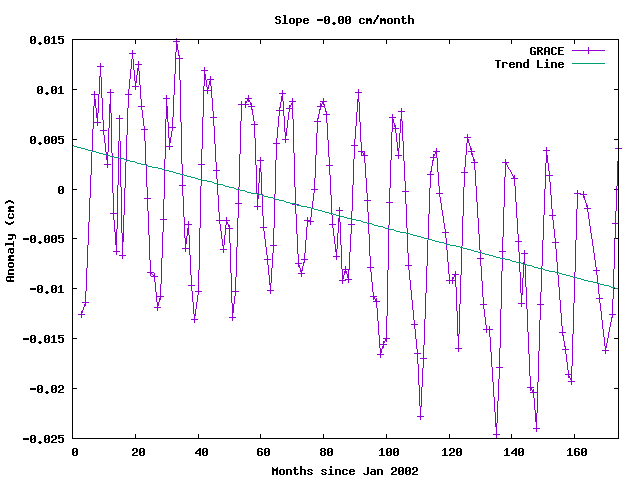 Slope -0.00 cm/month
GRACE
Trend Line
0.015
0.01
0.005
0
-0.005
-0.01
-0.015
-0.02
-0.025
Anomaly (cm)
0 20 40 60 80 100 120 140 160
Months since Jan 2002